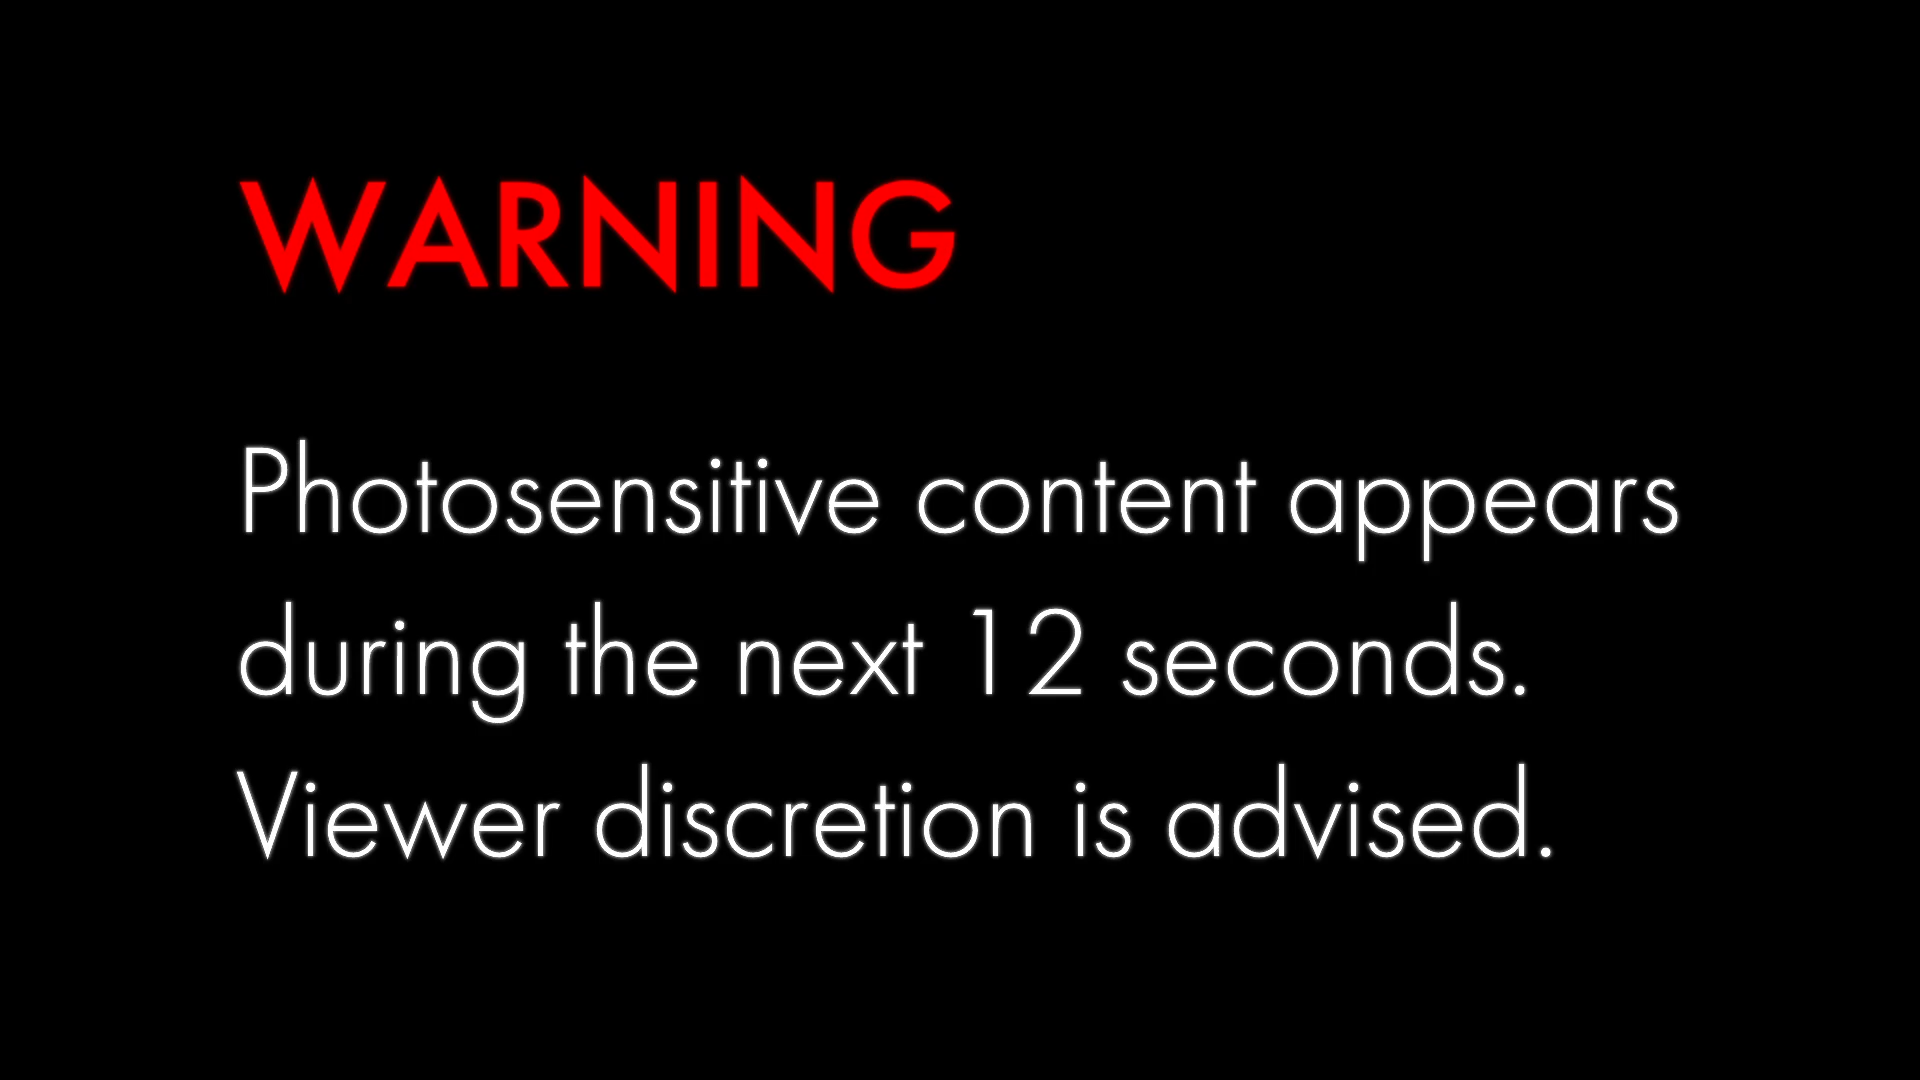 WARNING
Photosensitive content appears
during the next 12 seconds.
Viewer discretion is advised.